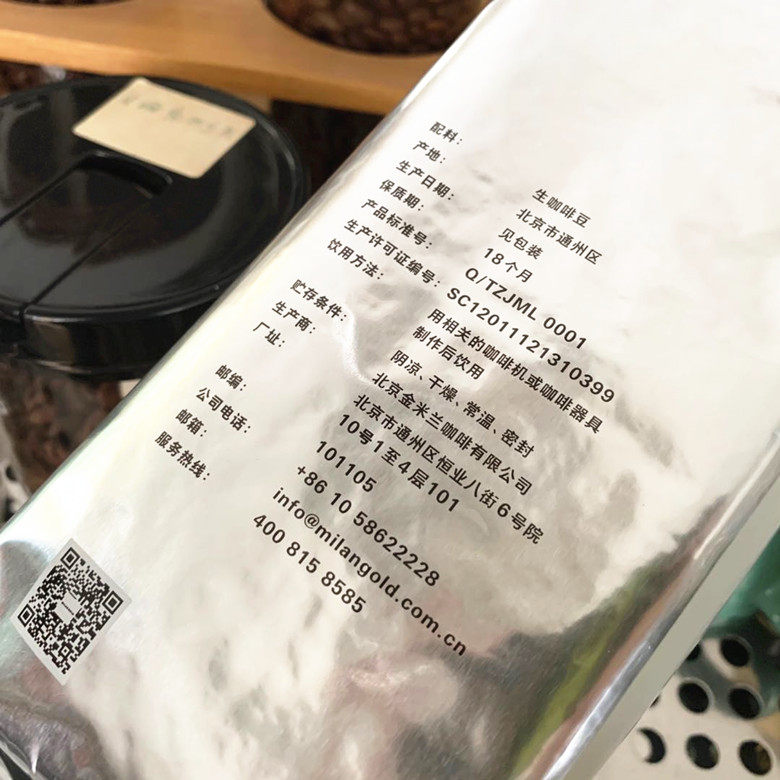 配料： 生咖啡豆
产地： 北京市通州区
生产日期： 见包装
保质期： 18个月
产品标准号： Q/TZJML 0001
生产许可证编号： SC12011121310399
饮用方法： 用相关的咖啡机或咖啡器具
制作后饮用
贮存条件： 阴凉、干燥、常温、密封
生产商： 北京金米兰咖啡有限公司
厂址： 北京市通州区恒业八街6号院
10号1至4层101
邮编： 101105
公司电话： +86 10 58622228
邮箱： info@milangold.com.cn
服务热线： 400 815 8585